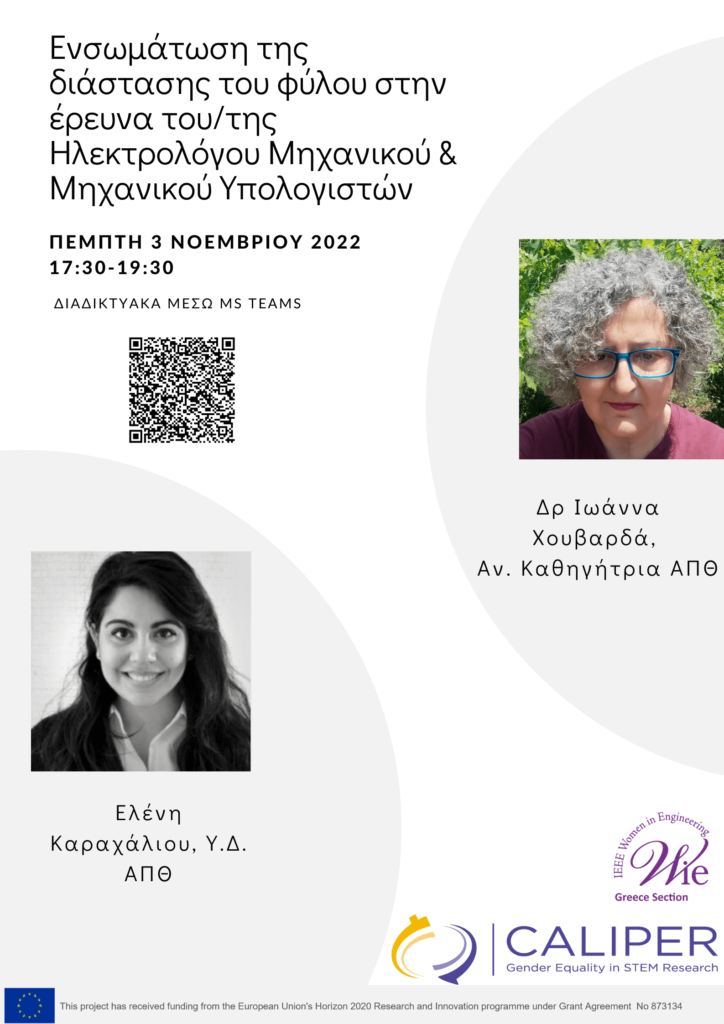 Ενσωμάτωση της
διάστασης του φύλου στην
έρευνα του/της
Ηλεκτρολόγου Μηχανικού &
Μηχανικού Υπολογιστών
ΠΕΜΠΤΗ 3 ΝΟΕΜΒΡΙΟΥ 2022
17:30-19:30
ΔΙΑΔΙΚΤΥΑΚΑ ΜΕΣΩ MS TEAMS
Δρ Ιωάννα
Χουβαρδά,
Αν. Καθηγήτρια ΑΠΘ
Ελένη
Καραχάλιου, Υ.Δ.
ΑΠΘ
IEEE Women in Engineering
Wie
Greece Section
CALIPER
Gender Equality in STEM Research
This project has received funding from the European Union's Horizon 2020 Research and Innovation programme under Grant Agreement No 873134